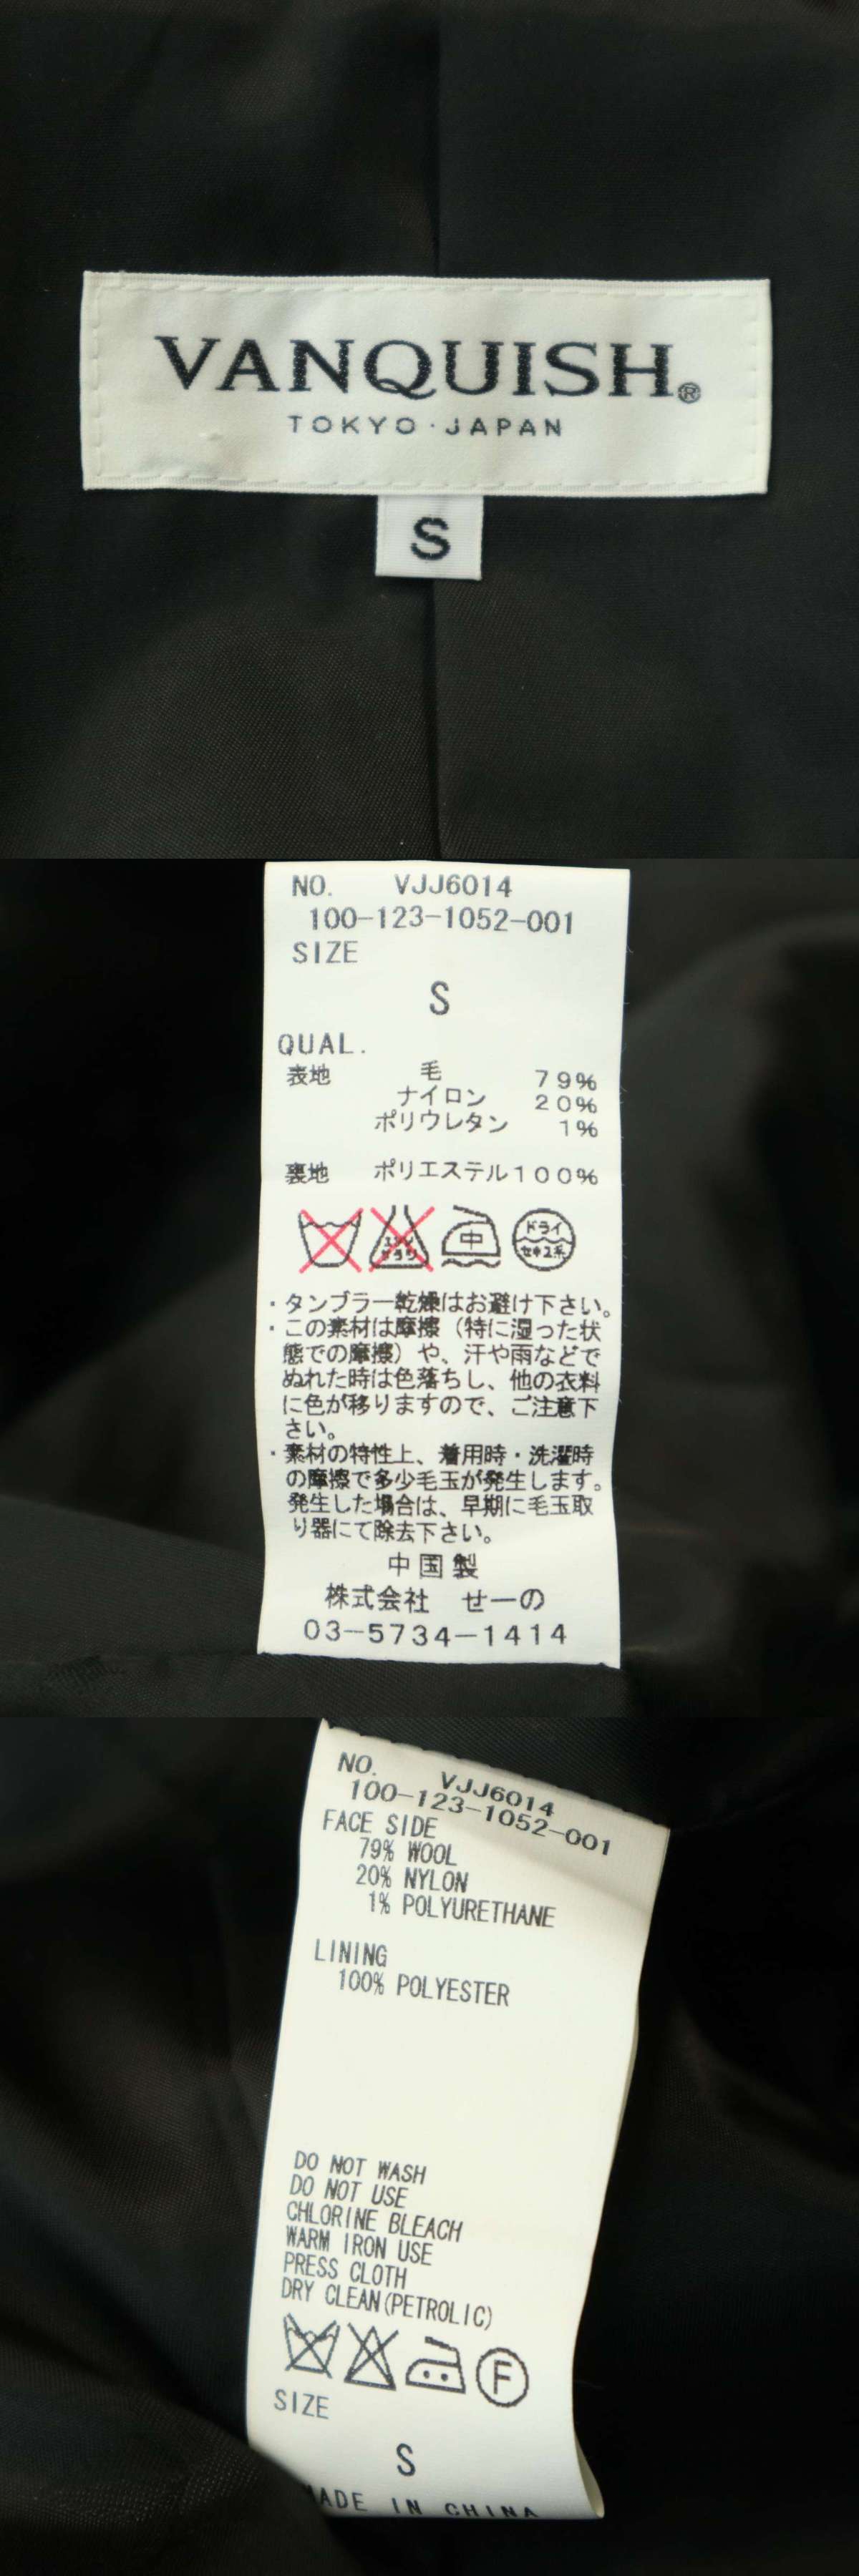 VANQUISH®
TOKYO・JAPAN
S
NO. VJJ6014
100-123-1052-001
SIZE
S
QUAL.
表地 毛 79%
ナイロン 20%
ポリウレタン 1%
裏地 ポリエステル100%
エンソ サラシ 中 ドライ セキユ系
・タンブラー乾燥はお避け下さい。
・この素材は摩擦（特に湿った状
態での摩擦）や、汗や雨などで
ぬれた時は色落ちし、他の衣料
に色が移りますので、ご注意下
さい。
・素材の特性上、着用時・洗濯時
の摩擦で多少毛玉が発生します。
発生した場合は、早期に毛玉取
り器にて除去下さい。
中国製
株式会社 せーの
03-5734-1414
NO. VJJ6014
100-123-1052-001
FACE SIDE
79% WOOL
20% NYLON
1% POLYURETHANE
LINING
100% POLYESTER
DO NOT WASH
DO NOT USE
CHLORINE BLEACH
WARM IRON USE
PRESS CLOTH
DRY CLEAN(PETROLIC)
F
SIZE
S
MADE IN CHINA